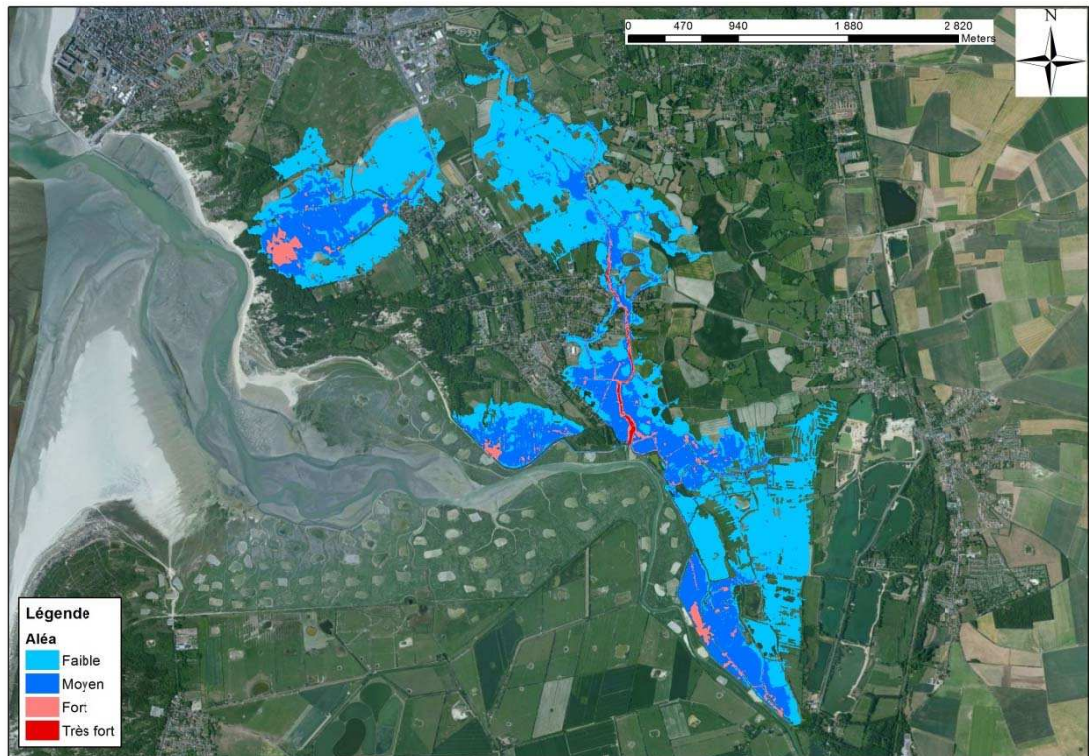 0 470 940 1 880 2 820
Meters
N
Légende
Aléa
Faible
Moyen
Fort
Très fort